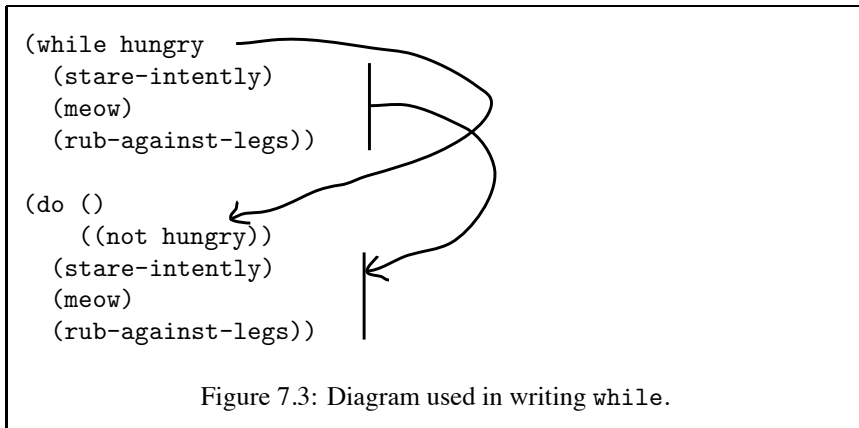 (while hungry
  (stare-intently)
  (meow)
  (rub-against-legs))
(do ()
    ((not hungry))
  (stare-intently)
  (meow)
  (rub-against-legs))
Figure 7.3: Diagram used in writing while.